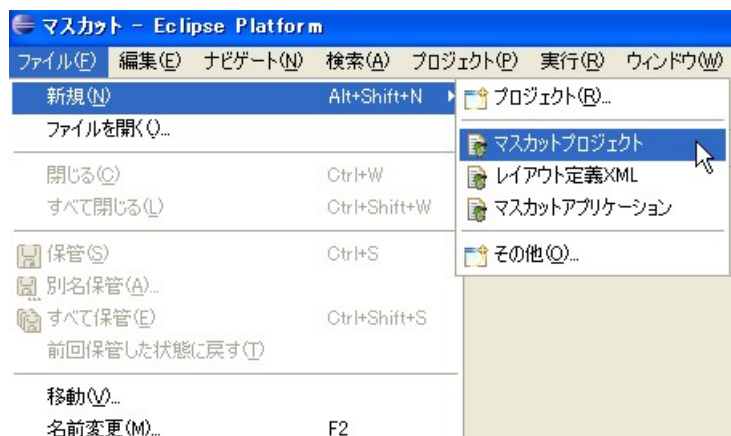 マスカット - Eclipse Platform
ファイル(F) 編集(E) ナビゲート(N) 検索(A) プロジェクト(P) 実行(R) ウィンドウ(W)
新規(N) Alt+Shift+N
ファイルを開く()...
閉じる(C) Ctrl+W
すべて閉じる(L) Ctrl+Shift+W
保管(S) Ctrl+S
別名保管(A)...
すべて保管(E) Ctrl+Shift+S
前回保管した状態に戻す(T)
移動(V)...
名前変更(M)... F2
プロジェクト(R)...
マスカットプロジェクト
レイアウト定義XML
マスカットアプリケーション
その他(O)...